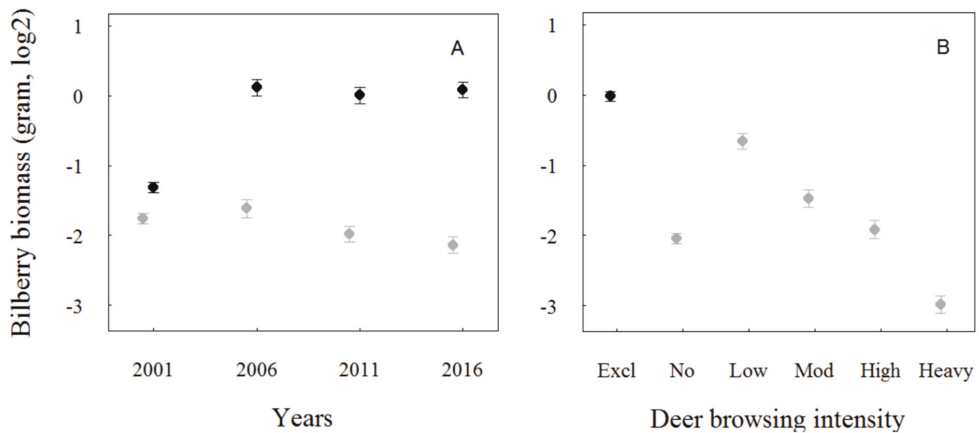 Bilberry biomass (gram, log2)
1
0
-1
-2
-3
A
2001 2006 2011 2016
Years
1
0
-1
-2
-3
B
Excl No Low Mod High Heavy
Deer browsing intensity